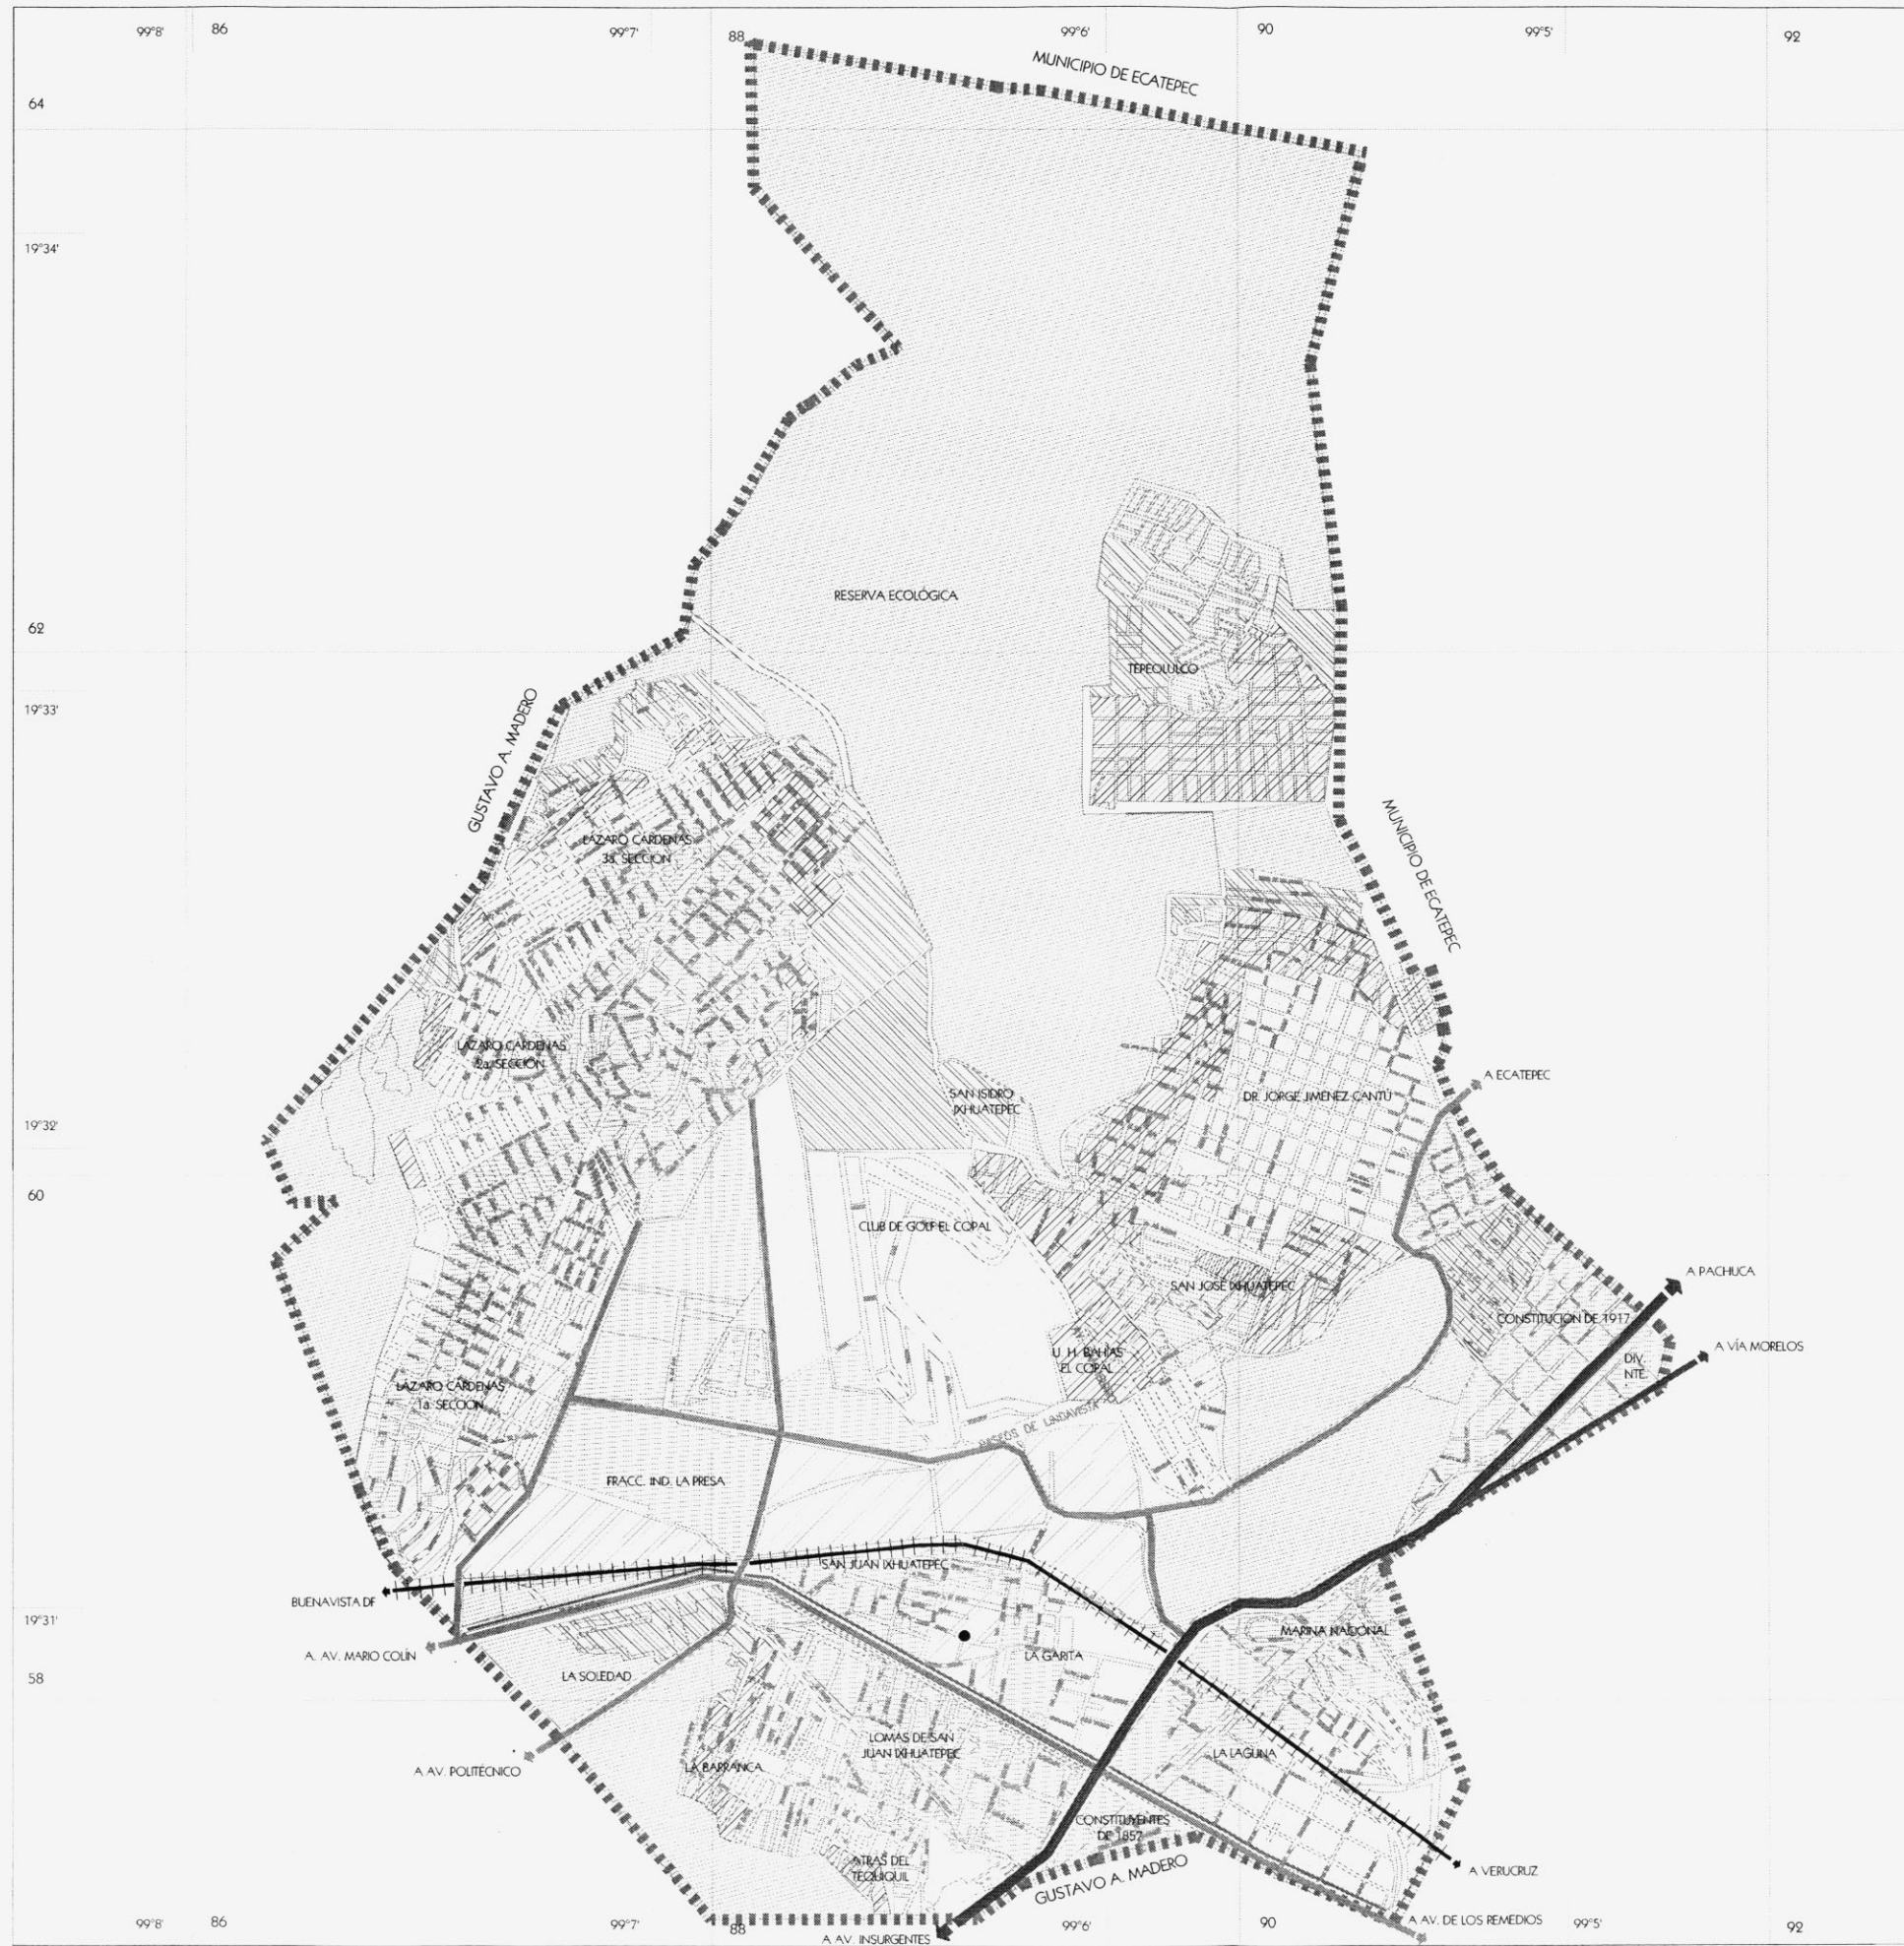 99°8'
86
99°7'
88
99°6'
90
99°5'
92
MUNICIPIO DE ECATEPEC
64
19°34'
RESERVA ECOLÓGICA
62
TEPEOLULCO
GUSTAVO A. MADERO
19°33'
MUNICIPIO DE ECATEPEC
LÁZARO CÁRDENAS
3a. SECCIÓN
LÁZARO CÁRDENAS
2a. SECCIÓN
A ECATEPEC
SAN ISIDRO
IXHUATEPEC
DR. JORGE JIMÉNEZ CANTÚ
19°32'
60
CLUB DE GOLF EL COPAL
SAN JOSÉ IXHUATEPEC
A PACHUCA
CONSTITUCIÓN DE 1917
A VÍA MORELOS
U. H. BAHÍAS
EL COPAL
DIV.
NTE.
LÁZARO CÁRDENAS
1a. SECCIÓN
PASEOS DE LINDAVISTA
FRACC. IND. LA PRESA
SAN JUAN IXHUATEPEC
BUENAVISTA DF
19°31'
MARINA NACIONAL
A. AV. MARIO COLÍN
LA GARITA
LA SOLEDAD
58
LOMAS DE SAN
JUAN IXHUATEPEC
LA LAGUNA
LA BARRANCA
A AV. POLITÉCNICO
CONSTITUYENTES
DE 1857
ATRAS DEL
TEQUIQUIL
GUSTAVO A. MADERO
A VERUCRUZ
99°8'
86
99°7'
88
99°6'
90
99°5'
92
A AV. INSURGENTES
A AV. DE LOS REMEDIOS